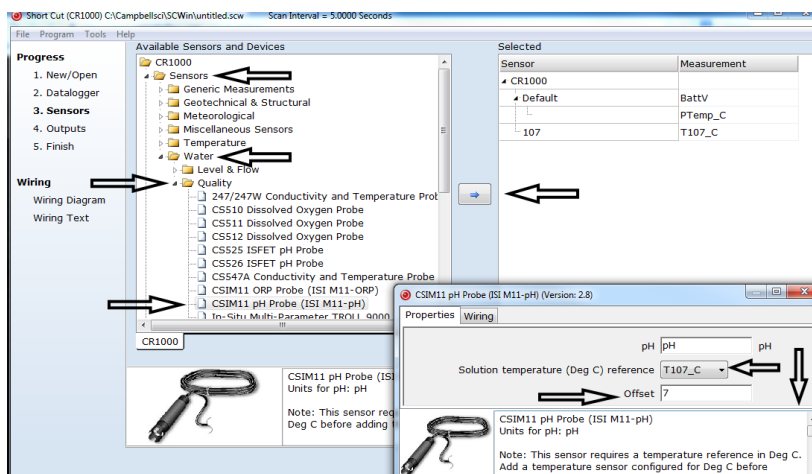 Short Cut (CR1000) C:\Campbellsci\SCWin\untitled.scw Scan Interval = 5.0000 Seconds
File Program Tools Help
Progress
1. New/Open
2. Datalogger
3. Sensors
4. Outputs
5. Finish
Wiring
Wiring Diagram
Wiring Text
Available Sensors and Devices
CR1000
Sensors
Generic Measurements
Geotechnical & Structural
Meteorological
Miscellaneous Sensors
Temperature
Water
Level & Flow
Quality
247/247W Conductivity and Temperature Prob
CS510 Dissolved Oxygen Probe
CS511 Dissolved Oxygen Probe
CS512 Dissolved Oxygen Probe
CS525 ISFET pH Probe
CS526 ISFET pH Probe
CS547A Conductivity and Temperature Probe
CSIM11 ORP Probe (ISI M11-ORP)
CSIM11 pH Probe (ISI M11-pH)
In-Situ Multi-Parameter TROLL 9000
CR1000
Selected
Sensor Measurement
CR1000
Default BattV
PTemp_C
107 T107_C
CSIM11 pH Probe (ISI
Units for pH: pH
Note: This sensor req
Deg C before adding
CSIM11 pH Probe (ISI M11-pH) (Version: 2.8)
Properties Wiring
pH pH pH
Solution temperature (Deg C) reference T107_C
Offset 7
CSIM11 pH Probe (ISI M11-pH)
Units for pH: pH
Note: This sensor requires a temperature reference in Deg C.
Add a temperature sensor configured for Deg C before